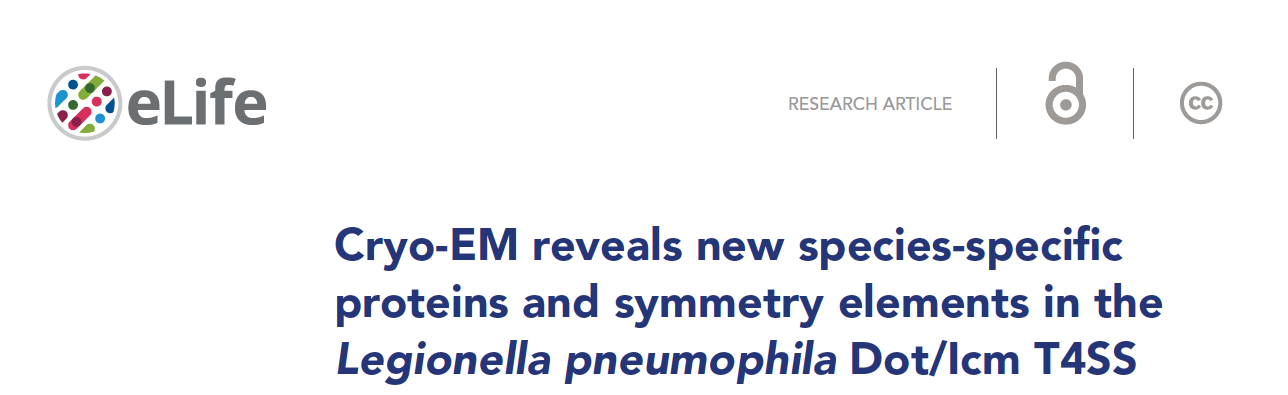 eLife
RESEARCH ARTICLE
cc
Cryo-EM reveals new species-specific
proteins and symmetry elements in the
Legionella pneumophila Dot/Icm T4SS